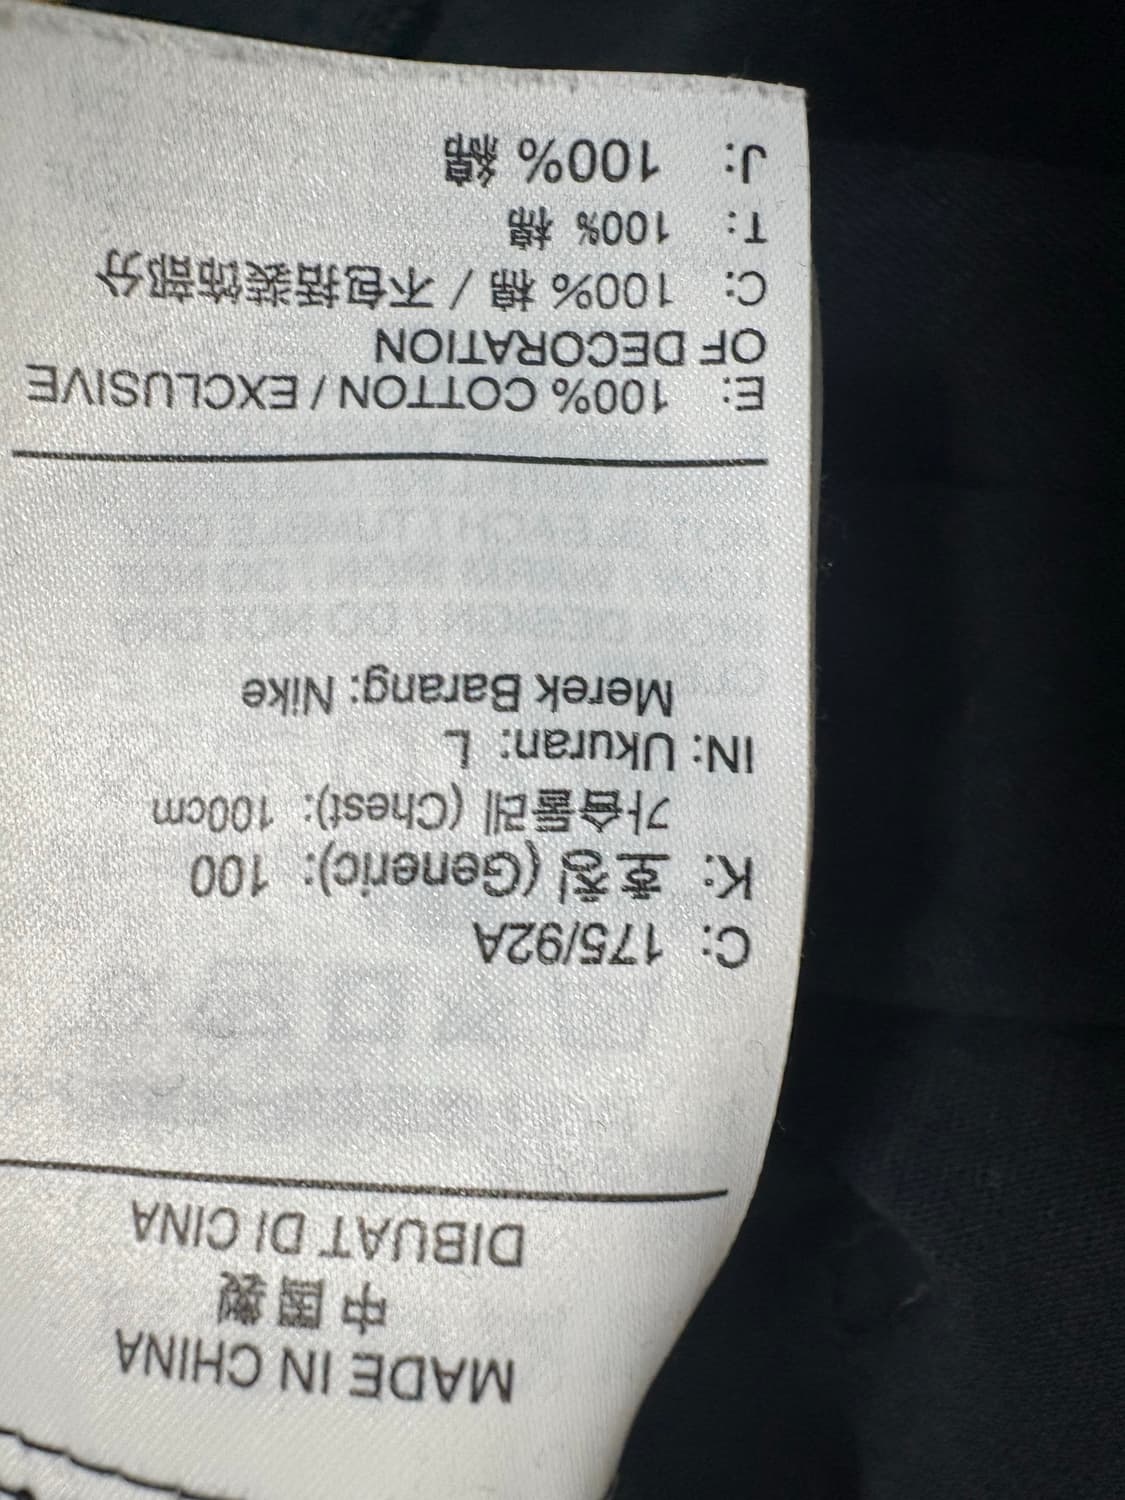 MADE IN CHINA
中国製
DIBUAT DI CINA
C: 175/92A
K: 호칭 (Generic): 100
가슴둘레 (Chest): 100cm
IN: Ukuran: L
Merek Barang: Nike
E: 100% COTTON / EXCLUSIVE
OF DECORATION
C: 100% 棉 / 不包括装饰部分
T: 100% 棉
J: 100% 綿